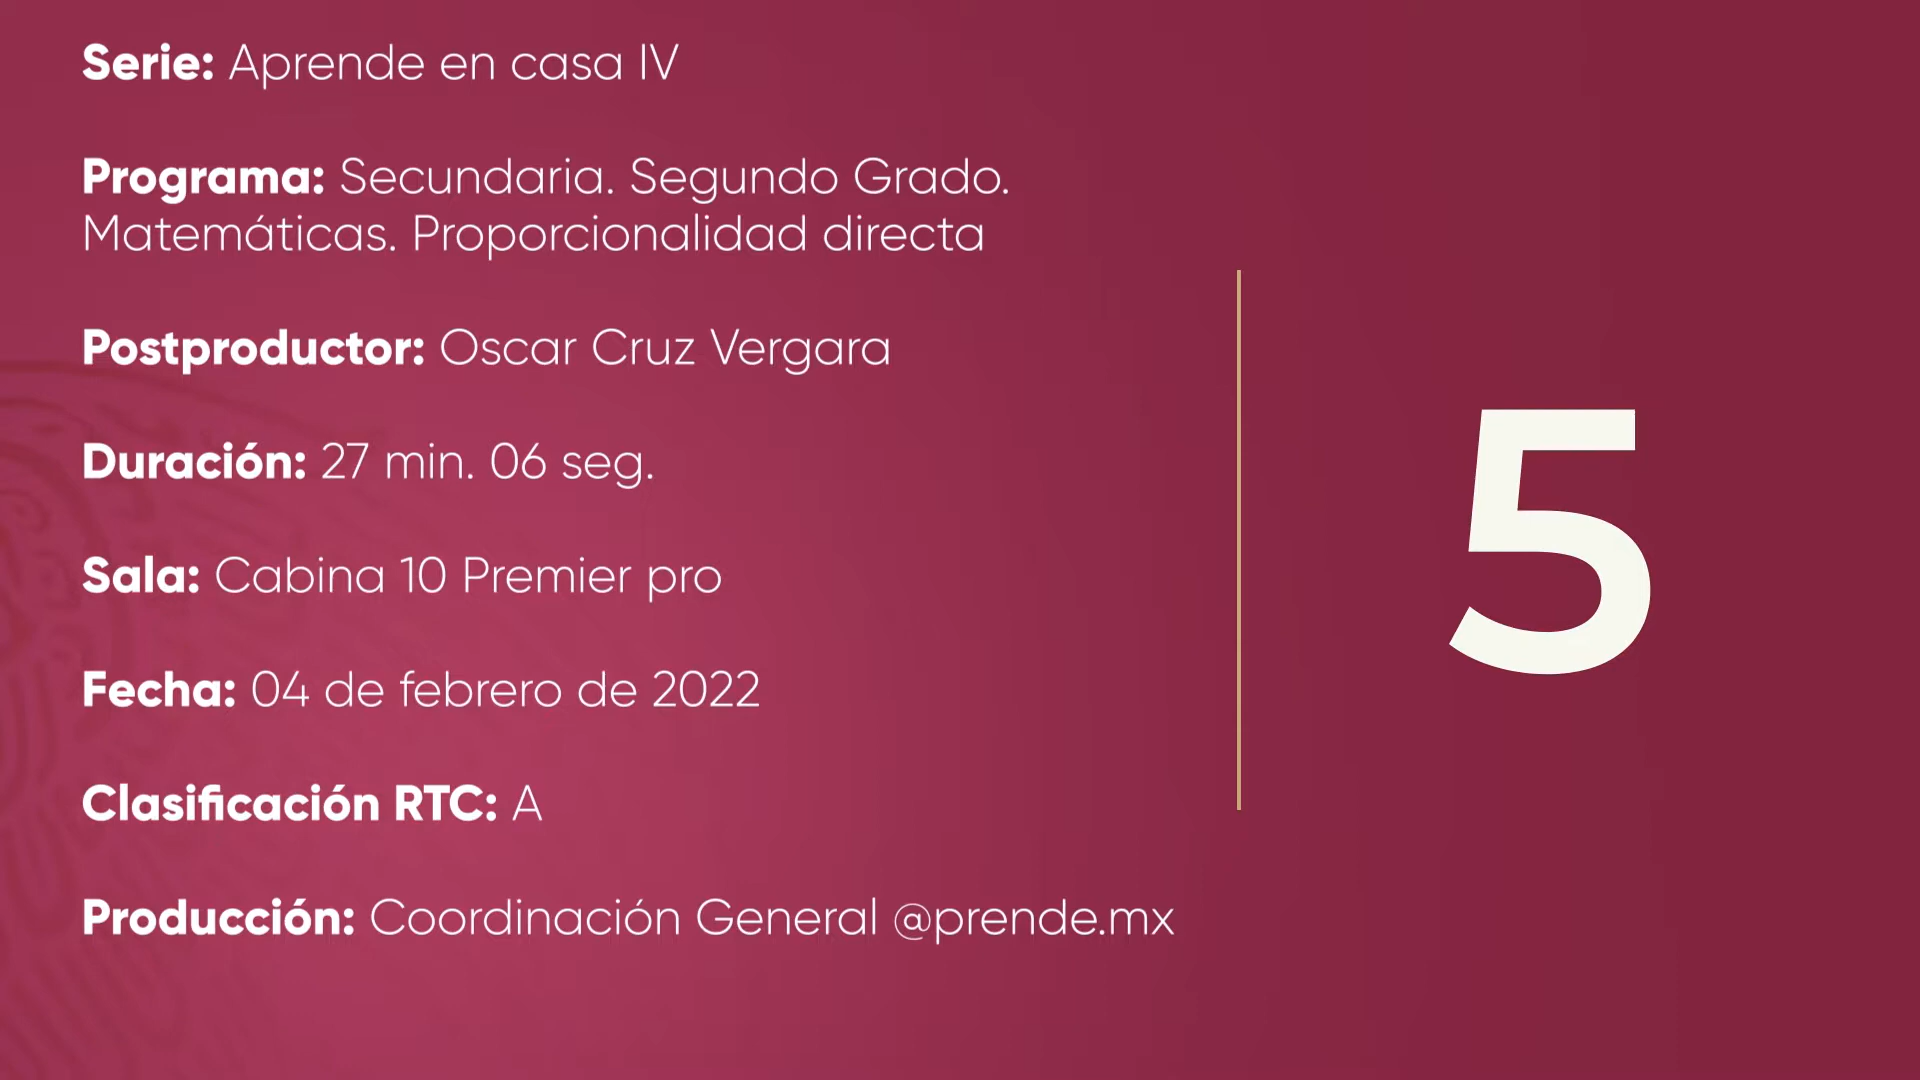 Serie: Aprende en casa IV
Programa: Secundaria. Segundo Grado.
Matemáticas. Proporcionalidad directa
Postproductor: Oscar Cruz Vergara
Duración: 27 min. 06 seg.
Sala: Cabina 10 Premier pro
Fecha: 04 de febrero de 2022
Clasificación RTC: A
Producción: Coordinación General @prende.mx
5